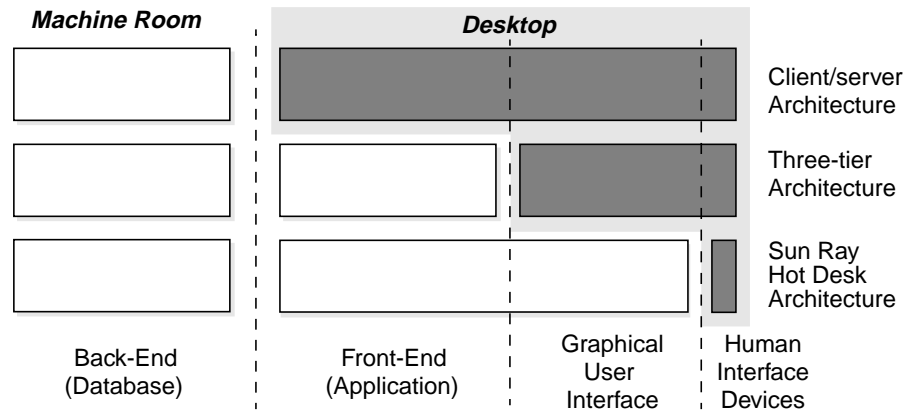 Machine Room
Desktop
Client/server
Architecture
Three-tier
Architecture
Sun Ray
Hot Desk
Architecture
Back-End
(Database)
Front-End
(Application)
Graphical
User
Interface
Human
Interface
Devices